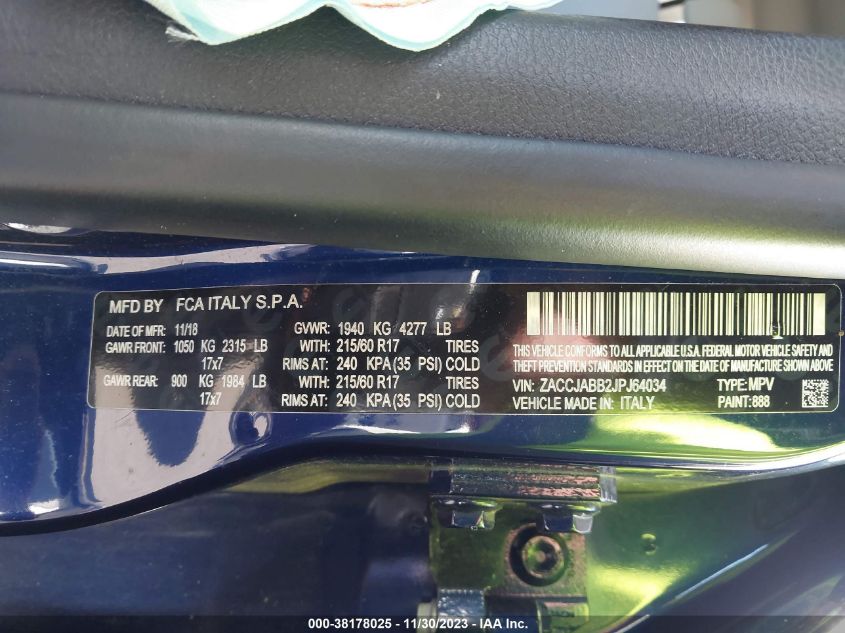 MFD BY FCA ITALY S.P.A.
DATE OF MFR: 11/18 GVWR: 1940 KG 4277 LB
GAWR FRONT: 1050 KG 2315 LB WITH: 215/60 R17 TIRES
17x7 RIMS AT: 240 KPA (35 PSI) COLD
GAWR REAR: 900 KG 1984 LB WITH: 215/60 R17 TIRES
17x7 RIMS AT: 240 KPA (35 PSI) COLD
THIS VEHICLE CONFORMS TO ALL APPLICABLE U.S.A. FEDERAL MOTOR VEHICLE SAFETY AND
THEFT PREVENTION STANDARDS IN EFFECT ON THE DATE OF MANUFACTURE SHOWN ABOVE
VIN: ZACCJABB2JPJ64034 TYPE: MPV
VEHICLE MADE IN: ITALY PAINT: 888
000-38178025 - 11/30/2023 - IAA Inc.